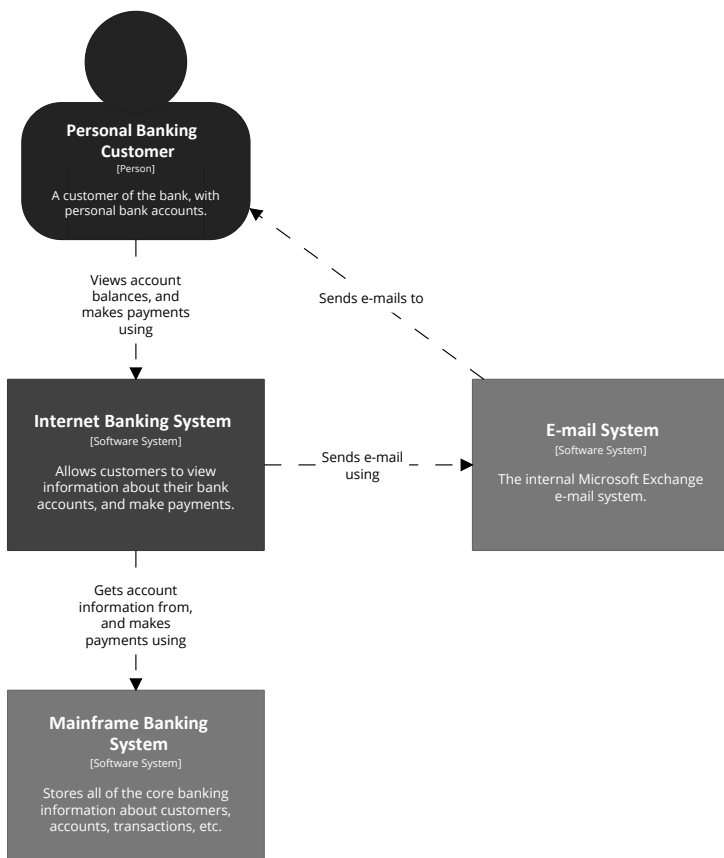 Personal Banking
Customer
[Person]
A customer of the bank, with
personal bank accounts.
Views account
balances, and
makes payments
using
Sends e-mails to
Internet Banking System
[Software System]
Allows customers to view
information about their bank
accounts, and make payments.
Sends e-mail
using
E-mail System
[Software System]
The internal Microsoft Exchange
e-mail system.
Gets account
information from,
and makes
payments using
Mainframe Banking
System
[Software System]
Stores all of the core banking
information about customers,
accounts, transactions, etc.